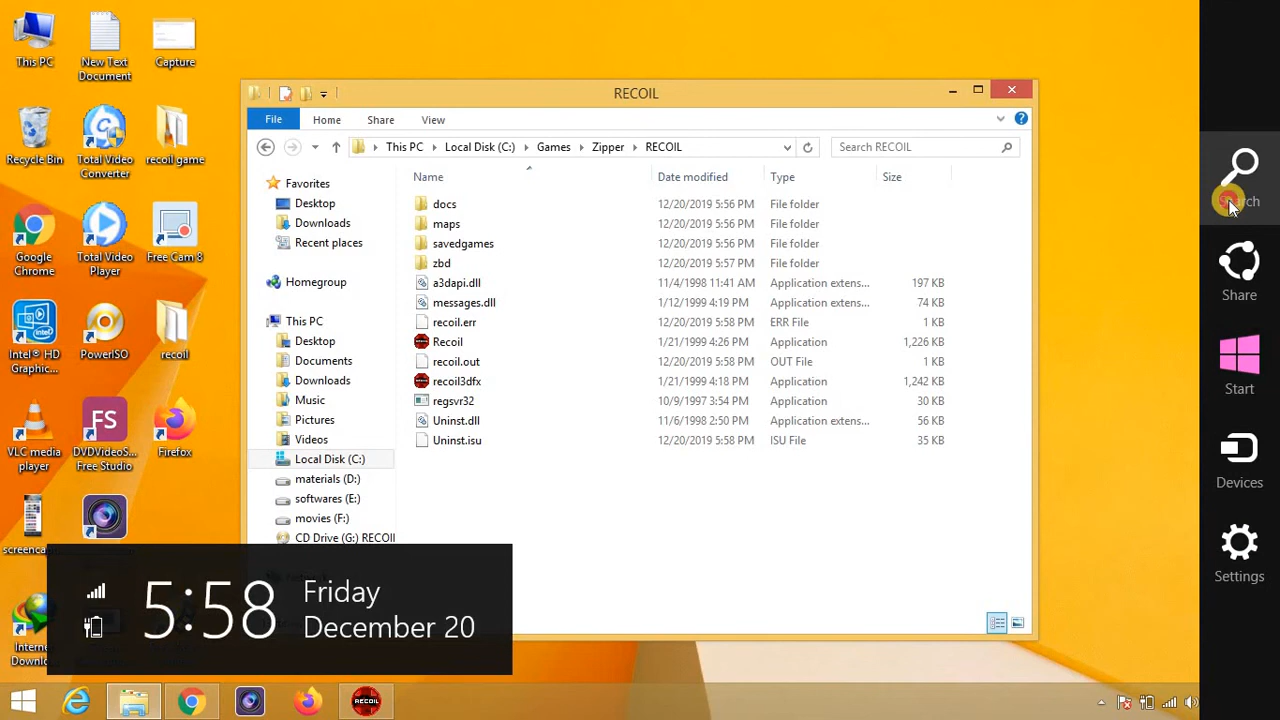 This PC
New Text
Document
Capture
Recycle Bin
Total Video
Converter
recoil game
Google
Chrome
Total Video
Player
Free Cam 8
Intel® HD
Graphic...
PowerISO
recoil
VLC media
player
DVDVideoS...
Free Studio
Firefox
RECOIL
File
Home
Share
View
This PC
Local Disk (C:)
Games
Zipper
RECOIL
Search RECOIL
Favorites
Desktop
Downloads
Recent places
Homegroup
This PC
Desktop
Documents
Downloads
Music
Pictures
Videos
Local Disk (C:)
materials (D:)
softwares (E:)
movies (F:)
CD Drive (G:) RECOIL
Name Date modified Type Size
docs 12/20/2019 5:56 PM File folder
maps 12/20/2019 5:56 PM File folder
savedgames 12/20/2019 5:56 PM File folder
zbd 12/20/2019 5:57 PM File folder
a3dapi.dll 11/4/1998 11:41 AM Application extens... 197 KB
messages.dll 1/12/1999 4:19 PM Application extens... 74 KB
recoil.err 12/20/2019 5:58 PM ERR File 1 KB
Recoil 1/21/1999 4:26 PM Application 1,226 KB
recoil.out 12/20/2019 5:58 PM OUT File 1 KB
recoil3dfx 1/21/1999 4:18 PM Application 1,242 KB
regsvr32 10/9/1997 3:54 PM Application 30 KB
Uninst.dll 11/6/1998 2:50 PM Application extens... 56 KB
Uninst.isu 12/20/2019 5:58 PM ISU File 35 KB
5:58
Friday
December 20
Search
Share
Start
Devices
Settings
RECOIL